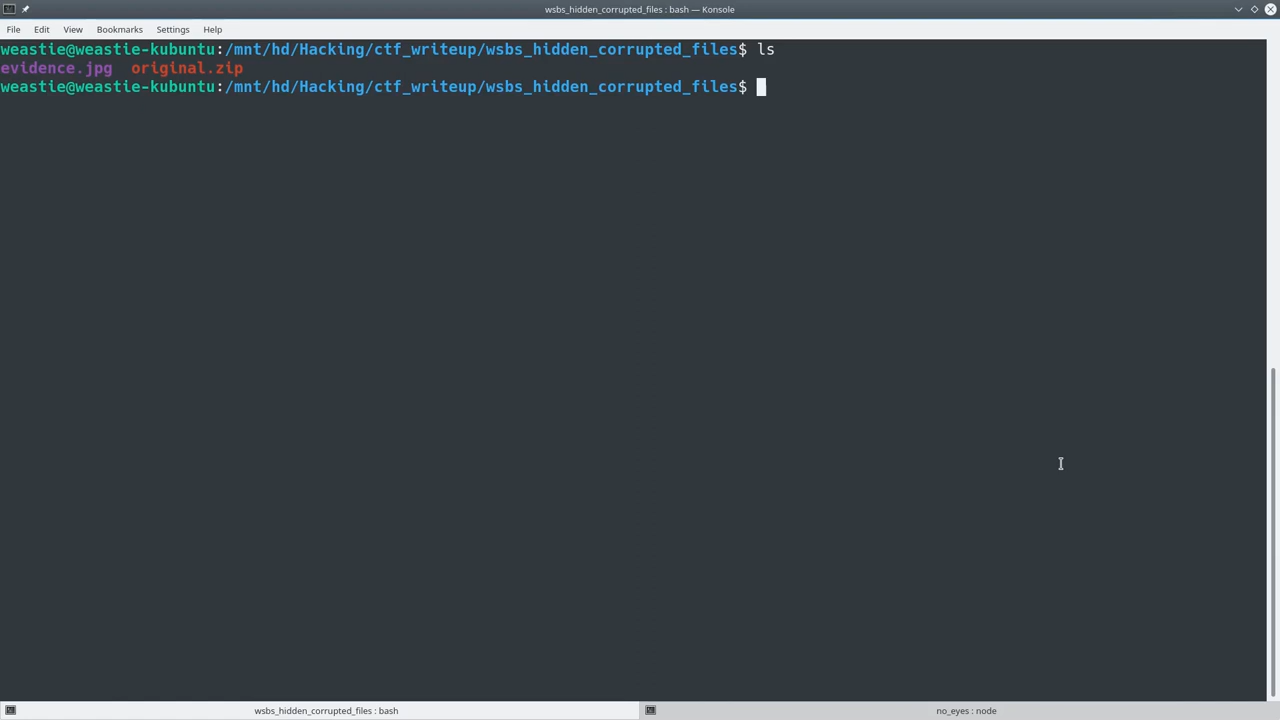 wsbs_hidden_corrupted_files : bash — Konsole
File Edit View Bookmarks Settings Help
weastie@weastie-kubuntu:/mnt/hd/Hacking/ctf_writeup/wsbs_hidden_corrupted_files$ ls
evidence.jpg original.zip
weastie@weastie-kubuntu:/mnt/hd/Hacking/ctf_writeup/wsbs_hidden_corrupted_files$
wsbs_hidden_corrupted_files : bash
no_eyes : node